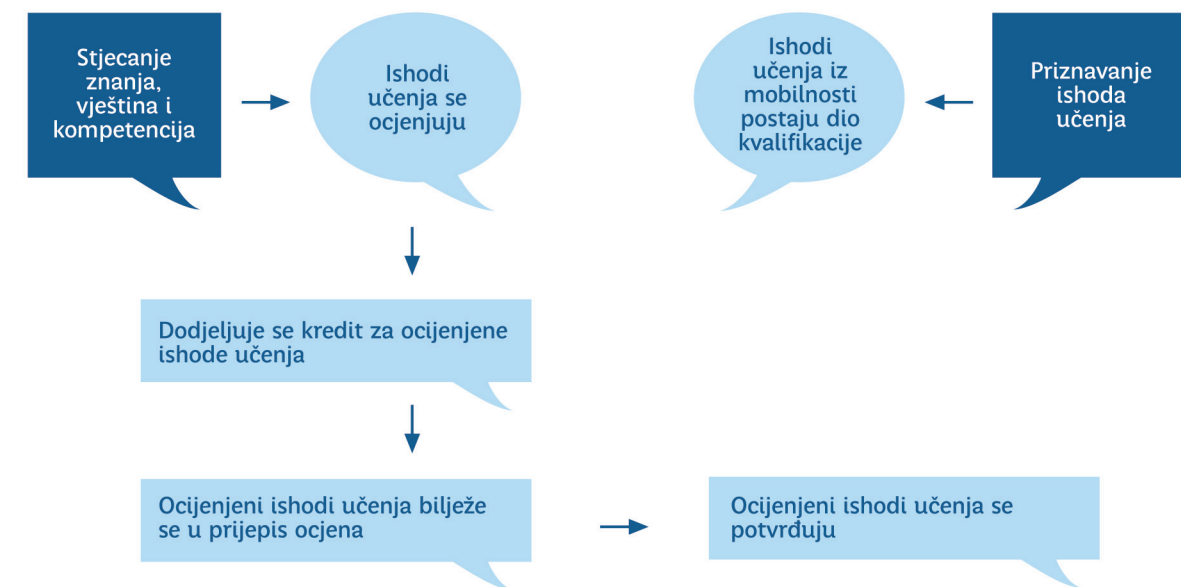 Stjecanje
znanja,
vještina i
kompetencija
Ishodi
učenja se
ocjenjuju
Ishodi
učenja iz
mobilnosti
postaju dio
kvalifikacije
Priznavanje
ishoda
učenja
Dodjeljuje se kredit za ocijenjene
ishode učenja
Ocijenjeni ishodi učenja bilježe
se u prijepis ocjena
Ocijenjeni ishodi učenja se
potvrđuju